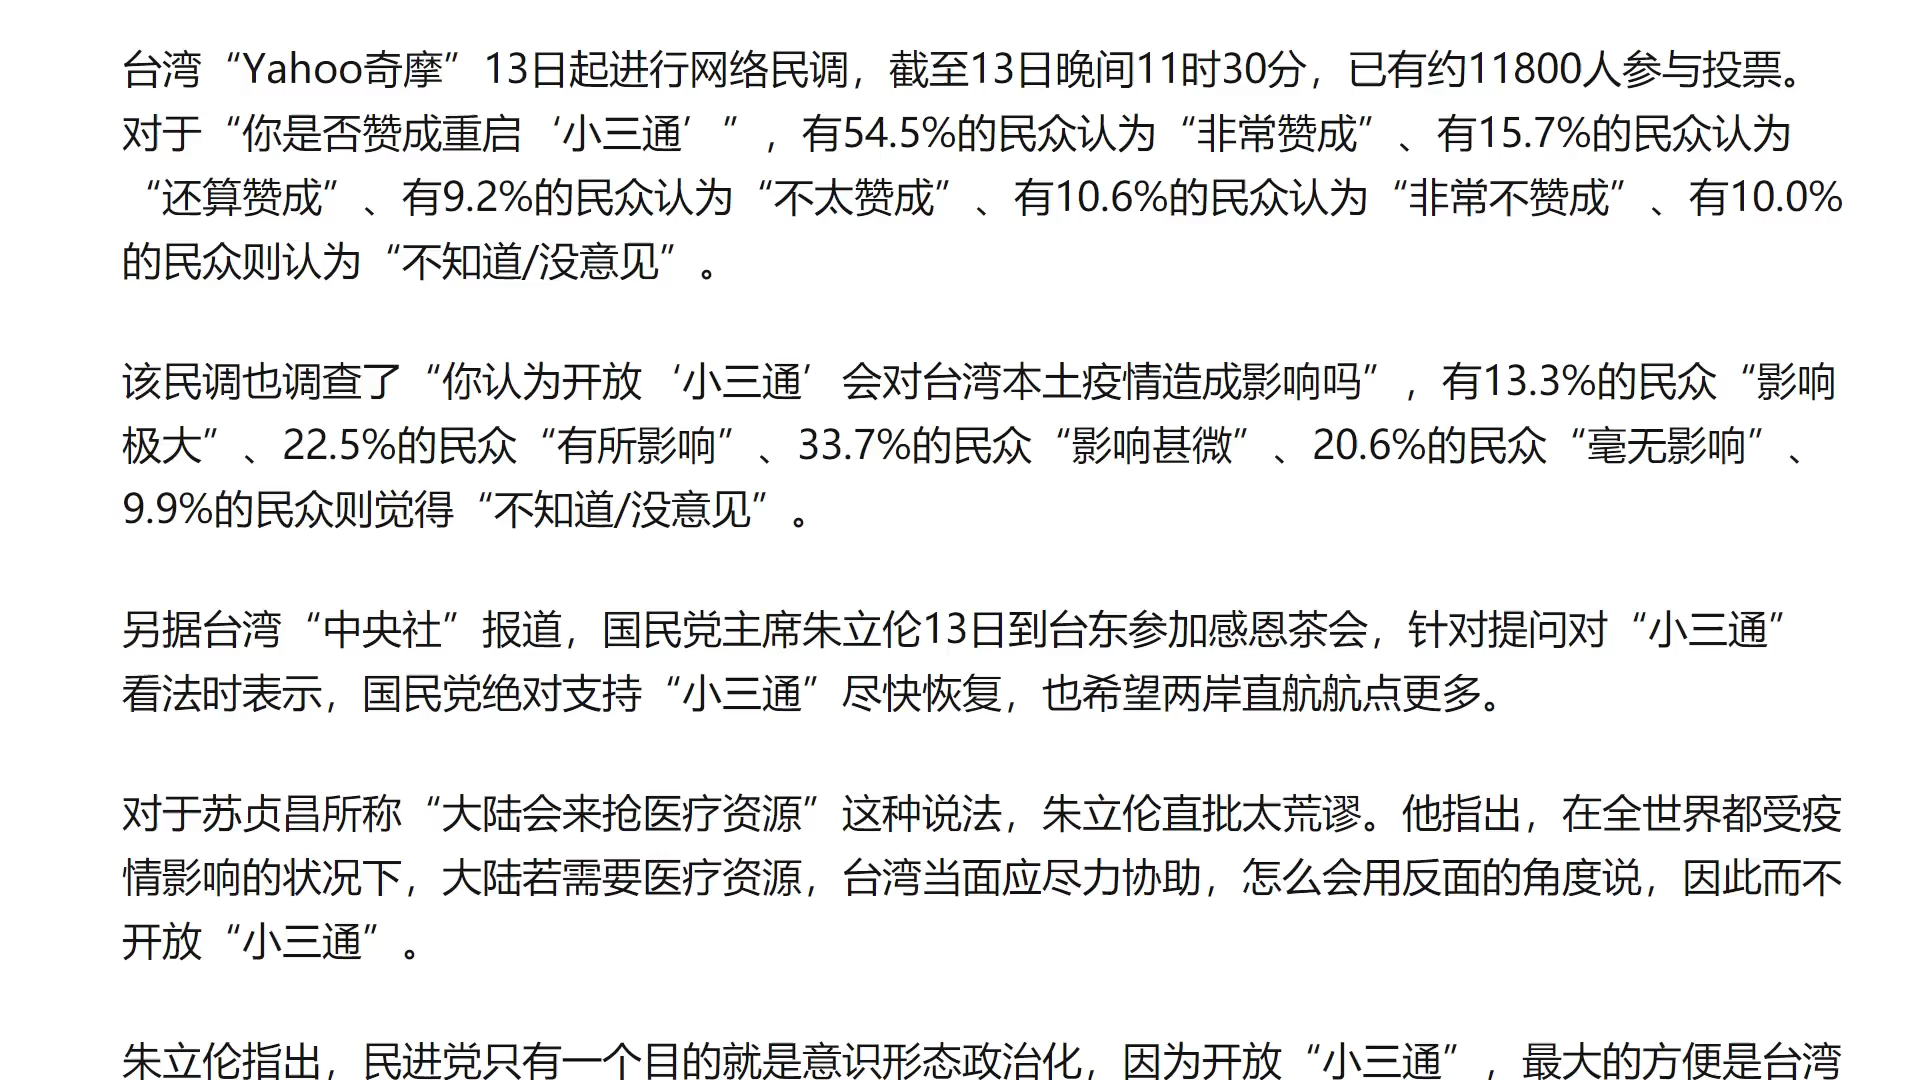 台湾“Yahoo奇摩”13日起进行网络民调，截至13日晚间11时30分，已有约11800人参与投票。
对于“你是否赞成重启‘小三通’”，有54.5%的民众认为“非常赞成”、有15.7%的民众认为
“还算赞成”、有9.2%的民众认为“不太赞成”、有10.6%的民众认为“非常不赞成”、有10.0%
的民众则认为“不知道/没意见”。
该民调也调查了“你认为开放‘小三通’会对台湾本土疫情造成影响吗”，有13.3%的民众“影响
极大”、22.5%的民众“有所影响”、33.7%的民众“影响甚微”、20.6%的民众“毫无影响”、
9.9%的民众则觉得“不知道/没意见”。
另据台湾“中央社”报道，国民党主席朱立伦13日到台东参加感恩茶会，针对提问对“小三通”
看法时表示，国民党绝对支持“小三通”尽快恢复，也希望两岸直航航点更多。
对于苏贞昌所称“大陆会来抢医疗资源”这种说法，朱立伦直批太荒谬。他指出，在全世界都受疫
情影响的状况下，大陆若需要医疗资源，台湾当面应尽力协助，怎么会用反面的角度说，因此而不
开放“小三通”。
朱立伦指出，民进党只有一个目的就是意识形态政治化，因为开放“小三通”，最大的方便是台湾